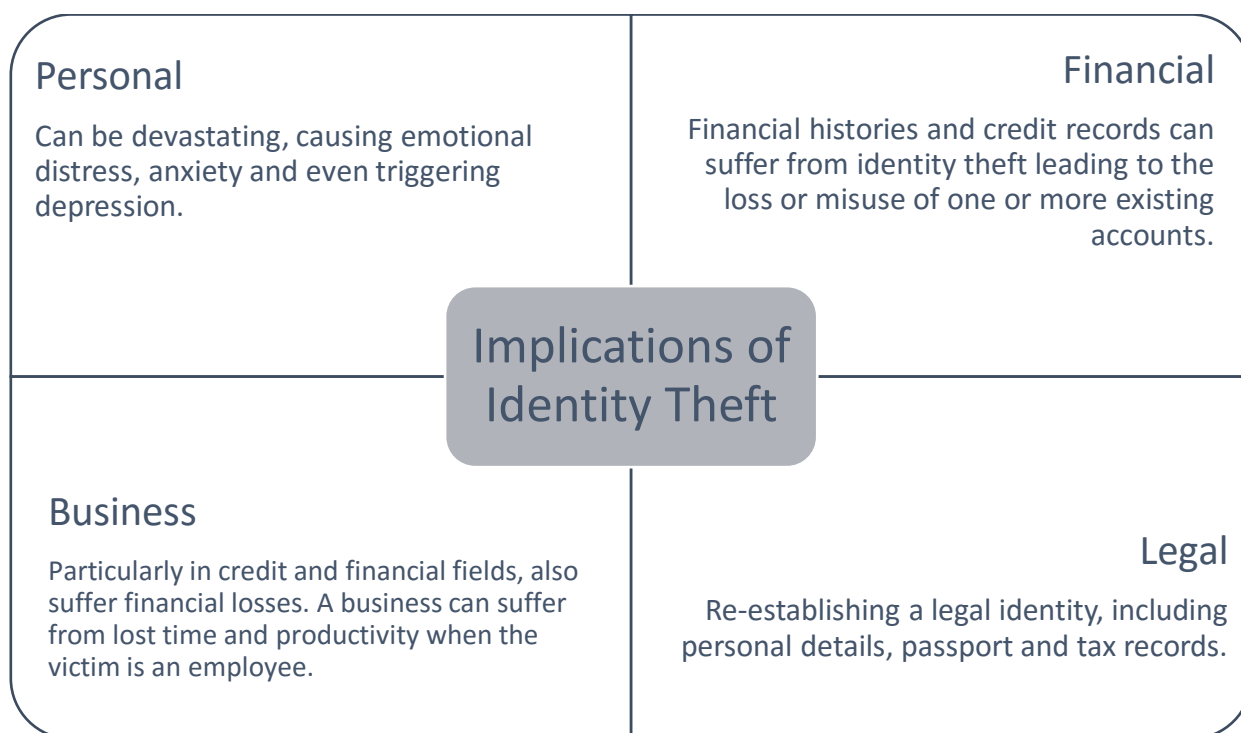 Personal
Can be devastating, causing emotional
distress, anxiety and even triggering
depression.
Financial
Financial histories and credit records can
suffer from identity theft leading to the
loss or misuse of one or more existing
accounts.
Implications of
Identity Theft
Business
Particularly in credit and financial fields, also
suffer financial losses. A business can suffer
from lost time and productivity when the
victim is an employee.
Legal
Re-establishing a legal identity, including
personal details, passport and tax records.